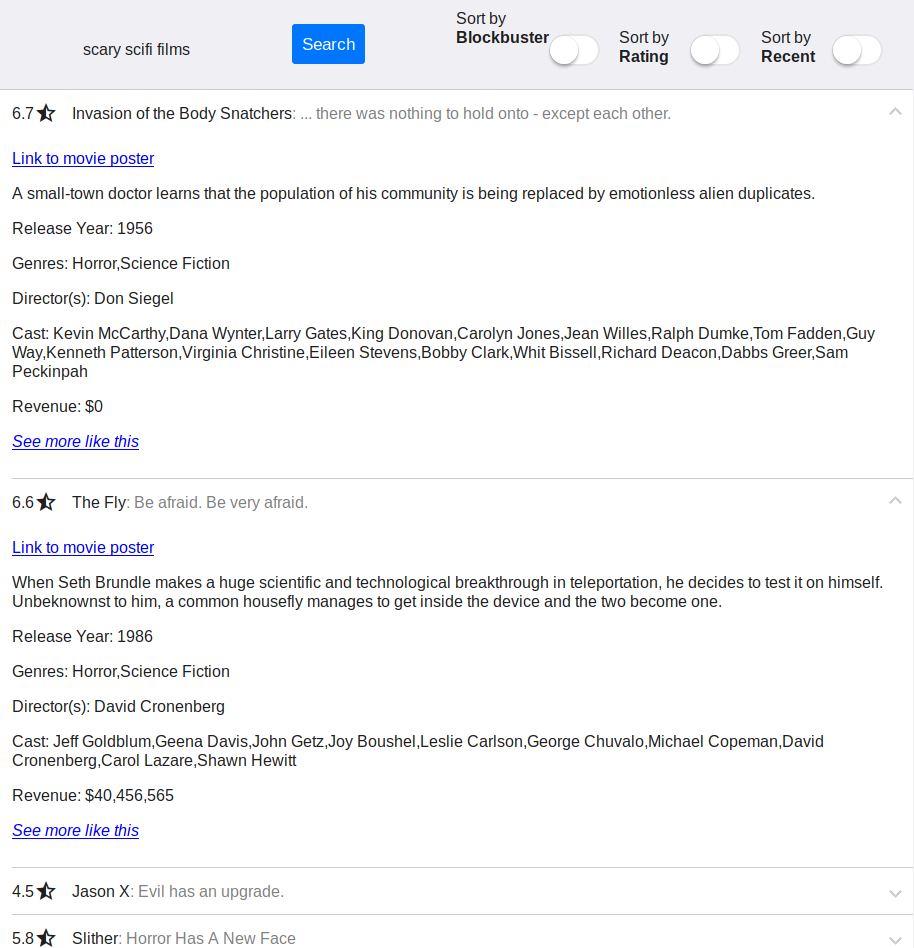 scary scifi films
Search
Sort by
Blockbuster
Sort by
Rating
Sort by
Recent
6.7 Invasion of the Body Snatchers: ... there was nothing to hold onto - except each other.
Link to movie poster
A small-town doctor learns that the population of his community is being replaced by emotionless alien duplicates.
Release Year: 1956
Genres: Horror,Science Fiction
Director(s): Don Siegel
Cast: Kevin McCarthy,Dana Wynter,Larry Gates,King Donovan,Carolyn Jones,Jean Willes,Ralph Dumke,Tom Fadden,Guy
Way,Kenneth Patterson,Virginia Christine,Eileen Stevens,Bobby Clark,Whit Bissell,Richard Deacon,Dabbs Greer,Sam
Peckinpah
Revenue: $0
See more like this
6.6 The Fly: Be afraid. Be very afraid.
Link to movie poster
When Seth Brundle makes a huge scientific and technological breakthrough in teleportation, he decides to test it on himself.
Unbeknownst to him, a common housefly manages to get inside the device and the two become one.
Release Year: 1986
Genres: Horror,Science Fiction
Director(s): David Cronenberg
Cast: Jeff Goldblum,Geena Davis,John Getz,Joy Boushel,Leslie Carlson,George Chuvalo,Michael Copeman,David
Cronenberg,Carol Lazare,Shawn Hewitt
Revenue: $40,456,565
See more like this
4.5 Jason X: Evil has an upgrade.
5.8 Slither: Horror Has A New Face